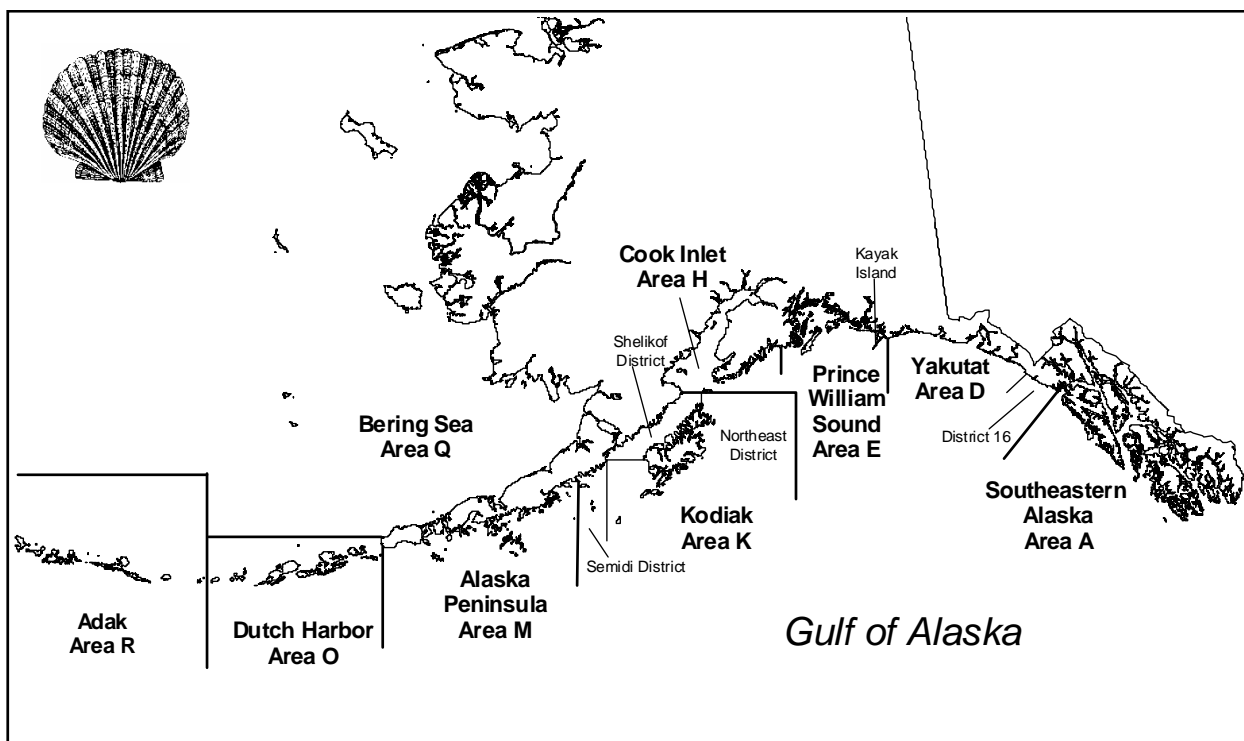 Cook Inlet
Area H
Kayak
Island
Shelikof
District
Prince
William
Sound
Area E
Yakutat
Area D
District 16
Bering Sea
Area Q
Northeast
District
Southeastern
Alaska
Area A
Kodiak
Area K
Semidi District
Alaska
Peninsula
Area M
Adak
Area R
Dutch Harbor
Area O
Gulf of Alaska